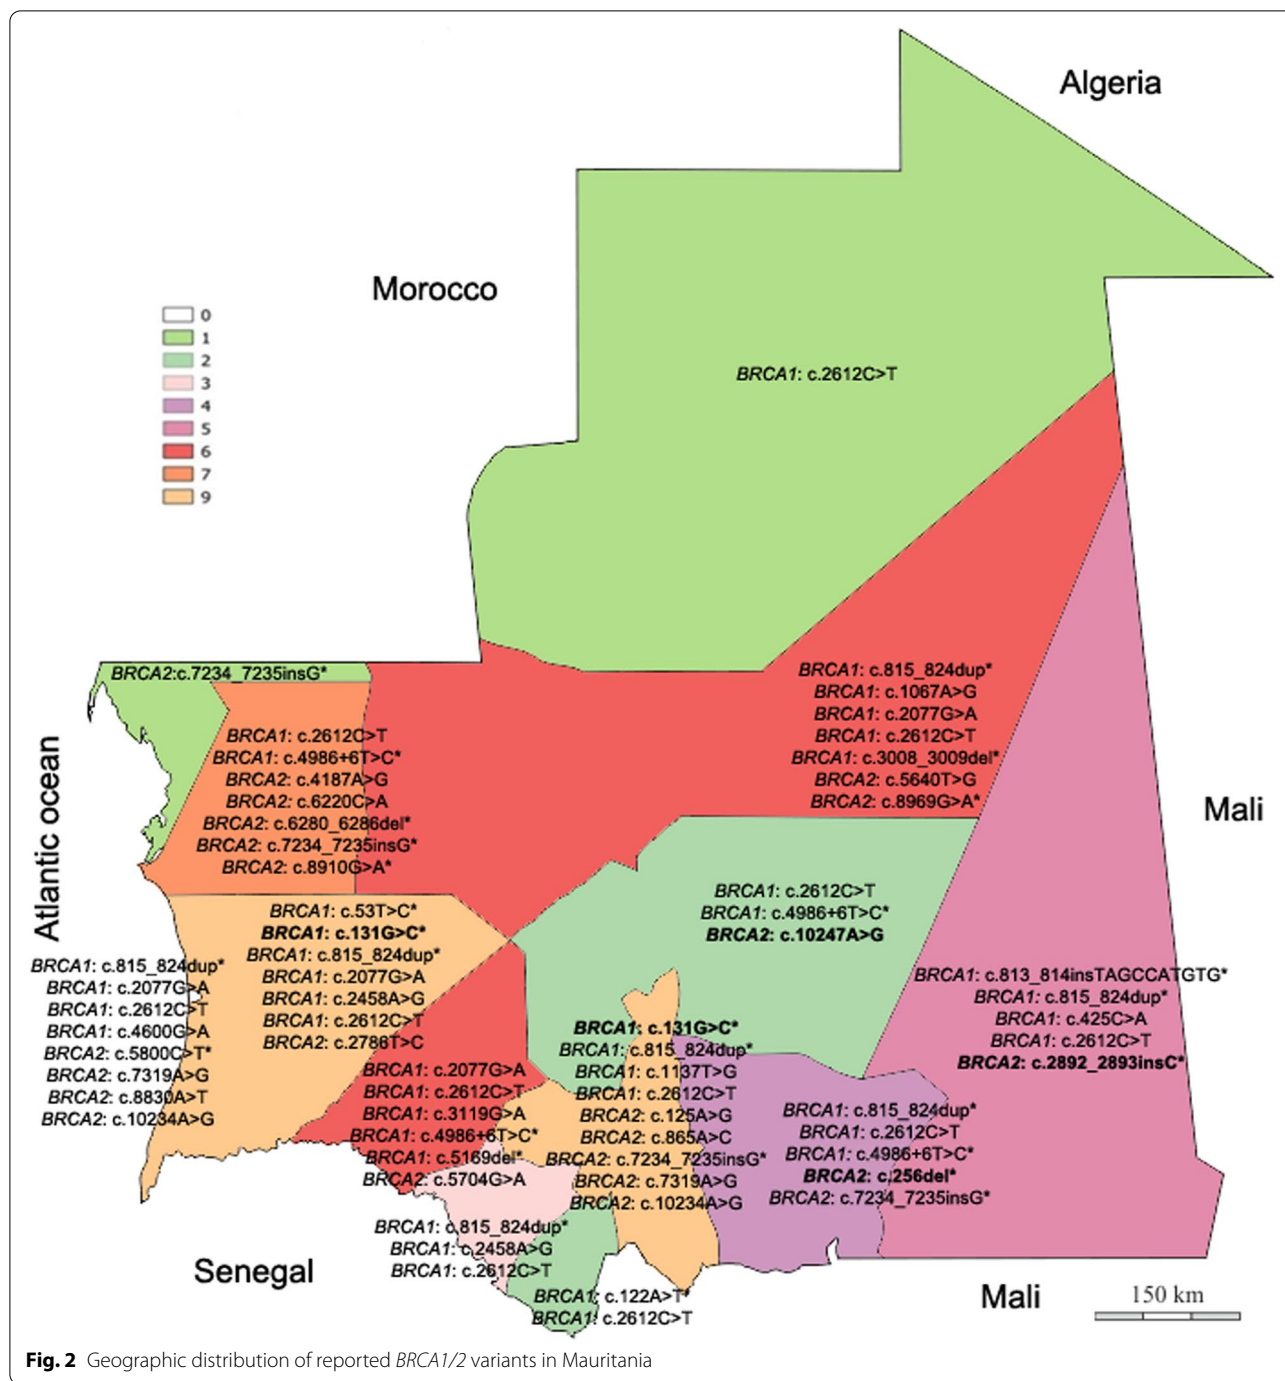 Algeria
Morocco
0
1
2
3
4
5
6
7
9
BRCA1: c.2612C>T
BRCA2:c.7234_7235insG*
BRCA1: c.815_824dup*
BRCA1: c.1067A>G
BRCA1: c.2077G>A
BRCA1: c.2612C>T
BRCA1: c.3008_3009del*
BRCA2: c.5640T>G
BRCA2: c.8969G>A*
BRCA1: c.2612C>T
BRCA1: c.4986+6T>C*
BRCA2: c.4187A>G
BRCA2: c.6220C>A
BRCA2: c.6280_6286del*
BRCA2: c.7234_7235insG*
BRCA2: c.8910G>A*
Atlantic ocean
Mali
BRCA1: c.2612C>T
BRCA1: c.4986+6T>C*
BRCA2: c.10247A>G
BRCA1: c.53T>C*
BRCA1: c.131G>C*
BRCA1: c.815_824dup*
BRCA1: c.2077G>A
BRCA1: c.2458A>G
BRCA1: c.2612C>T
BRCA2: c.2786T>C
BRCA1: c.815_824dup*
BRCA1: c.2077G>A
BRCA1: c.2612C>T
BRCA1: c.4600G>A
BRCA2: c.5800C>T*
BRCA2: c.7319A>G
BRCA2: c.8830A>T
BRCA2: c.10234A>G
BRCA1: c.813_814insTAGCCATGTG*
BRCA1: c.815_824dup*
BRCA1: c.425C>A
BRCA1: c.2612C>T
BRCA2: c.2892_2893insC*
BRCA1: c.131G>C*
BRCA1: c.815_824dup*
BRCA1: c.1137T>G
BRCA1: c.2612C>T
BRCA2: c.125A>G
BRCA2: c.865A>C
BRCA2: c.7234_7235insG*
BRCA2: c.7319A>G
BRCA2: c.10234A>G
BRCA1: c.2077G>A
BRCA1: c.2612C>T
BRCA1: c.3119G>A
BRCA1: c.4986+6T>C*
BRCA1: c.5169del*
BRCA2: c.5704G>A
BRCA1: c.815_824dup*
BRCA1: c.2612C>T
BRCA1: c.4986+6T>C*
BRCA2: c.256del*
BRCA2: c.7234_7235insG*
BRCA1: c.815_824dup*
BRCA1: c.2458A>G
BRCA1: c.2612C>T
BRCA1: c.122A>T*
BRCA1: c.2612C>T
Senegal
Mali
150 km
Fig. 2 Geographic distribution of reported BRCA1/2 variants in Mauritania